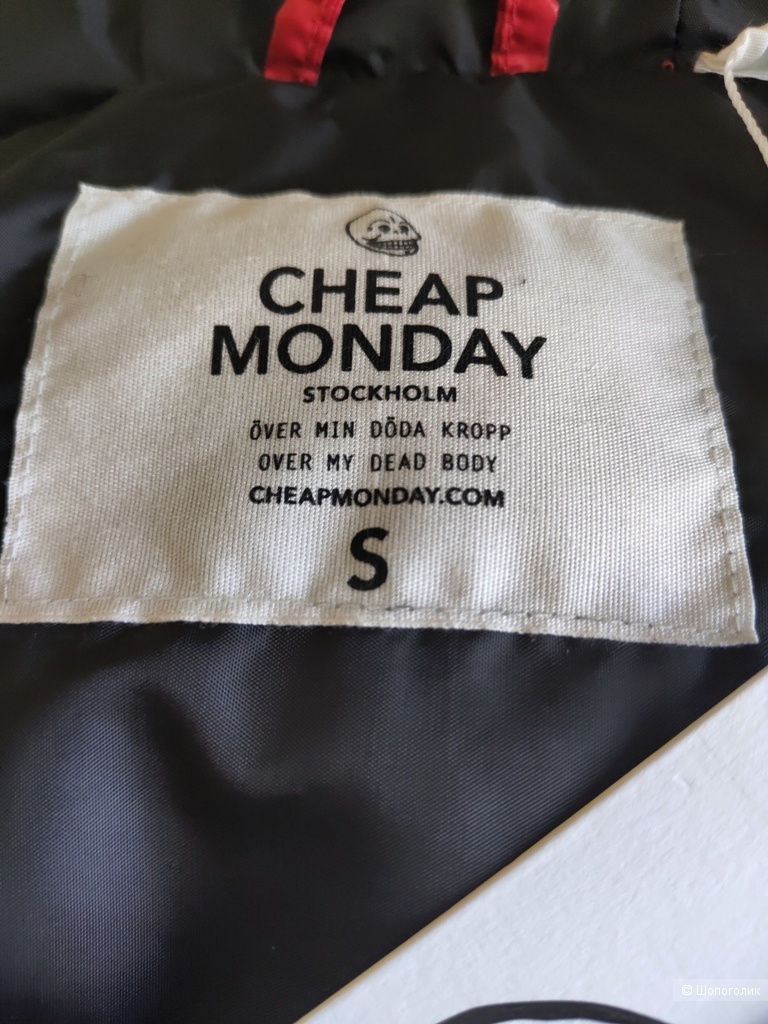 CHEAP
MONDAY
STOCKHOLM
ÖVER MIN DÖDA KROPP
OVER MY DEAD BODY
CHEAPMONDAY.COM
S
© Шопоголик